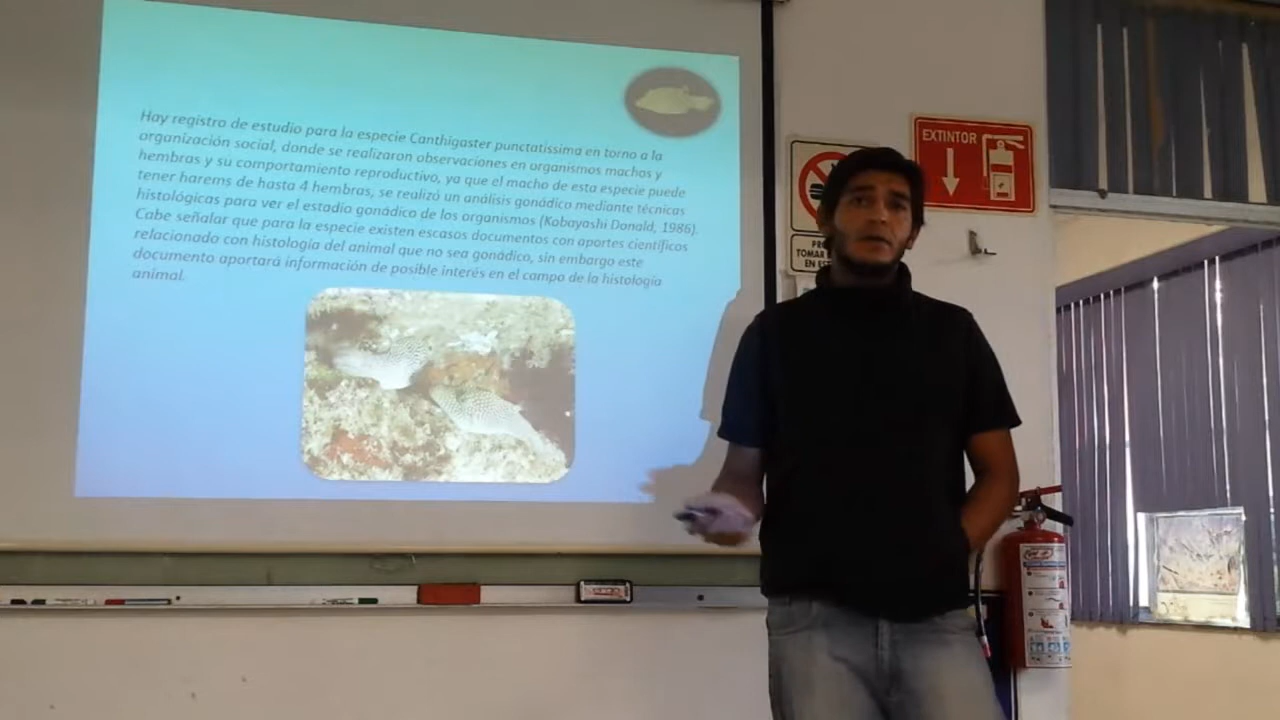 Hay registro de estudio para la especie Canthigaster punctatissima en torno a la
organización social, donde se realizaron observaciones en organismos machos y
hembras y su comportamiento reproductivo, ya que el macho de esta especie puede
tener harems de hasta 4 hembras, se realizó un análisis gonádico mediante técnicas
histológicas para ver el estadio gonádico de los organismos (Kobayashi Donald, 1986).
Cabe señalar que para la especie existen escasos documentos con aportes científicos
relacionado con histología del animal que no sea gonádico, sin embargo este
documento aportará información de posible interés en el campo de la histología
animal.
EXTINTOR
TOMAR
EN